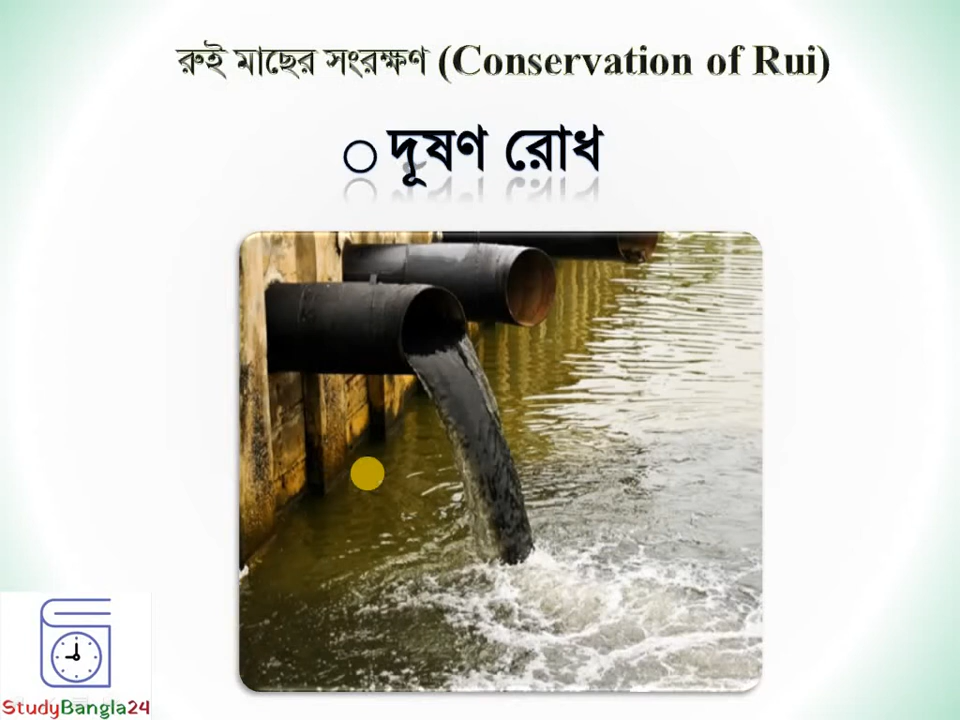 রুই মাছের সংরক্ষণ (Conservation of Rui)
দূষণ রোধ
StudyBangla24